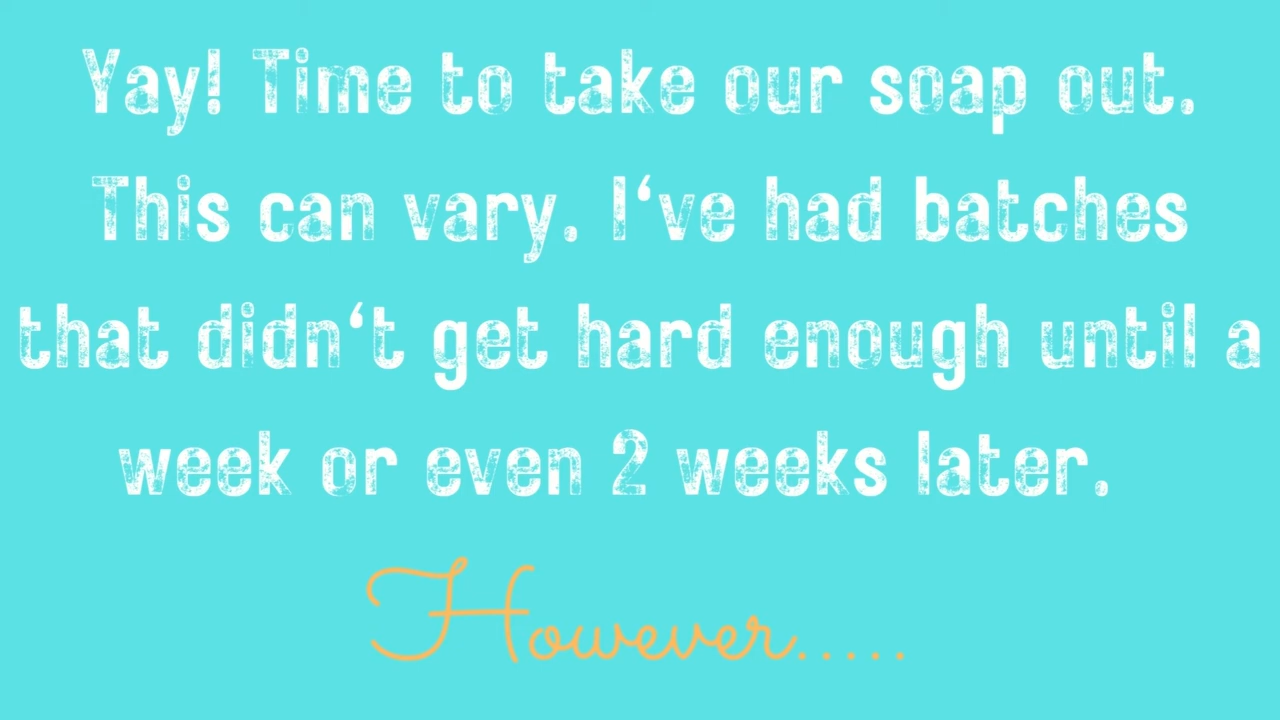 Yay! Time to take our soap out.
This can vary. I‘ve had batches
that didn‘t get hard enough until a
week or even 2 weeks later.
However.....